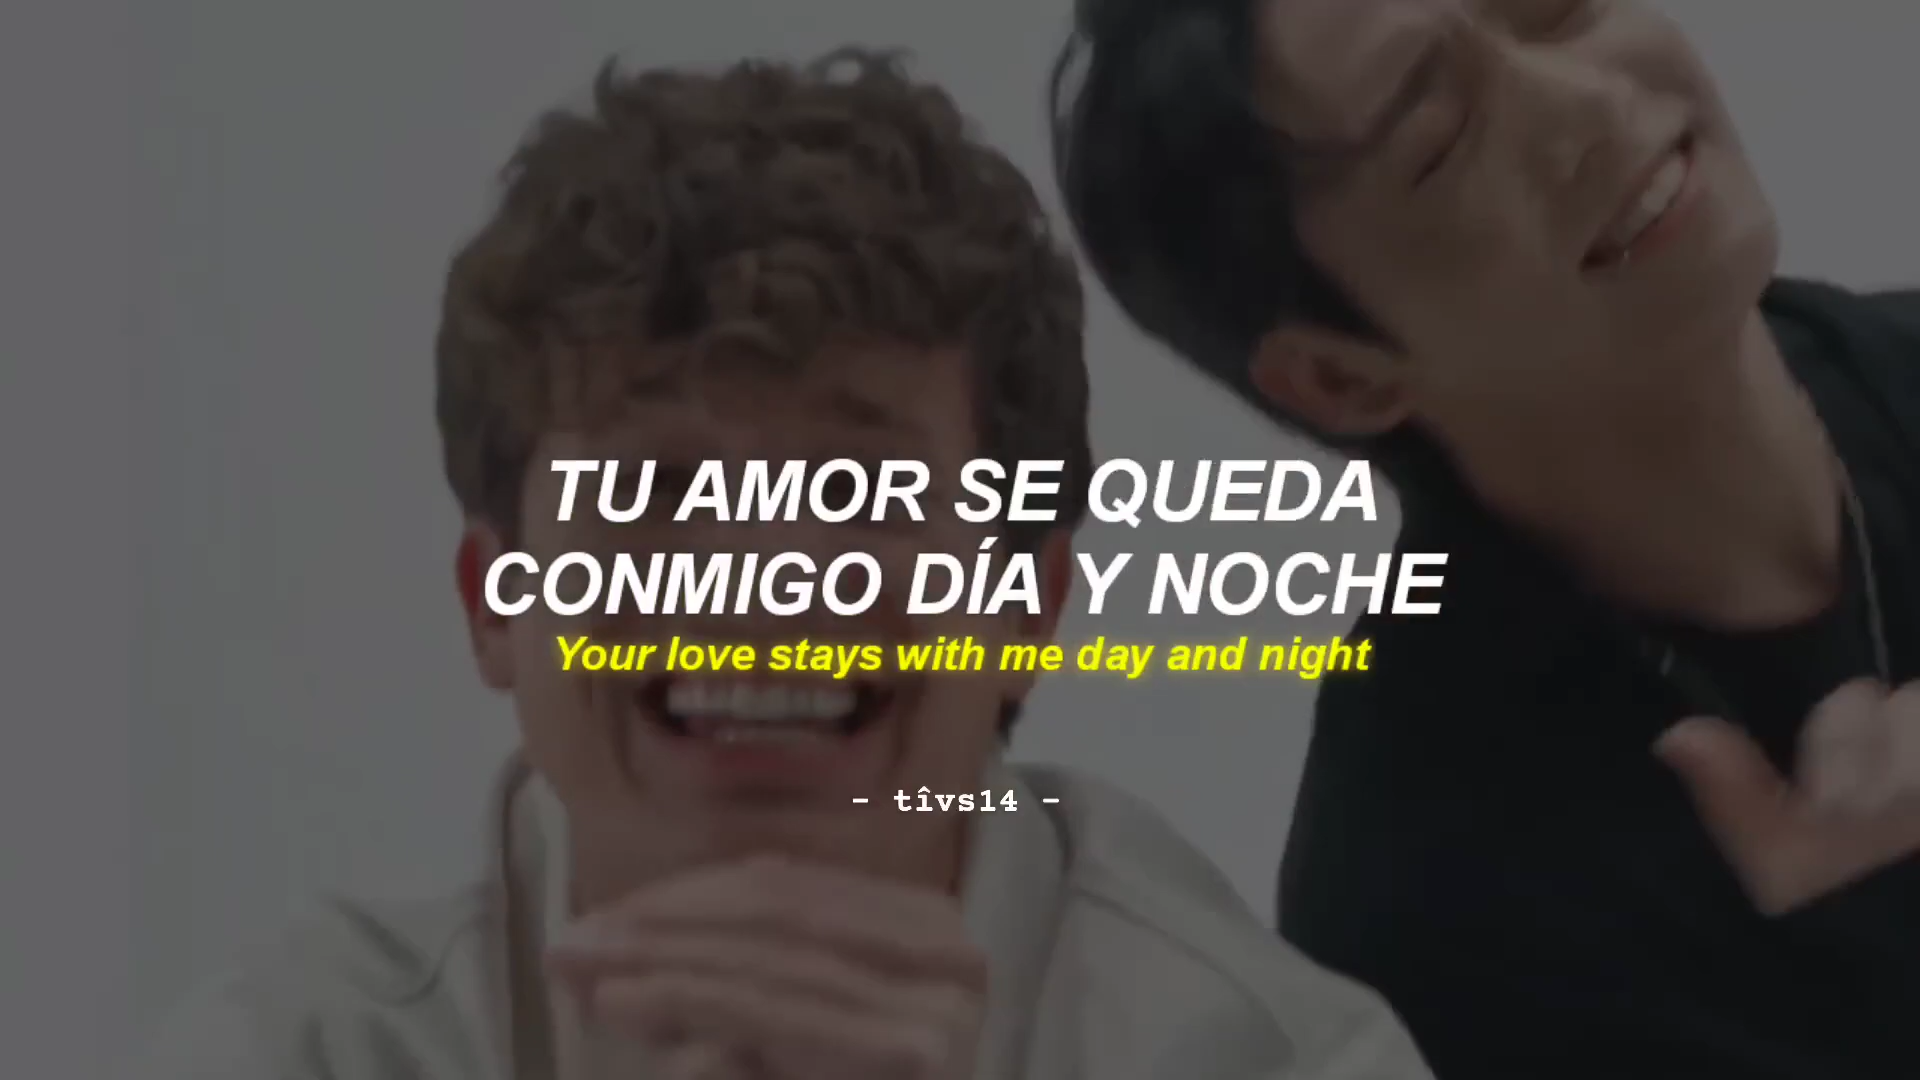 TU AMOR SE QUEDA
CONMIGO DÍA Y NOCHE
Your love stays with me day and night
- tîvs14 -